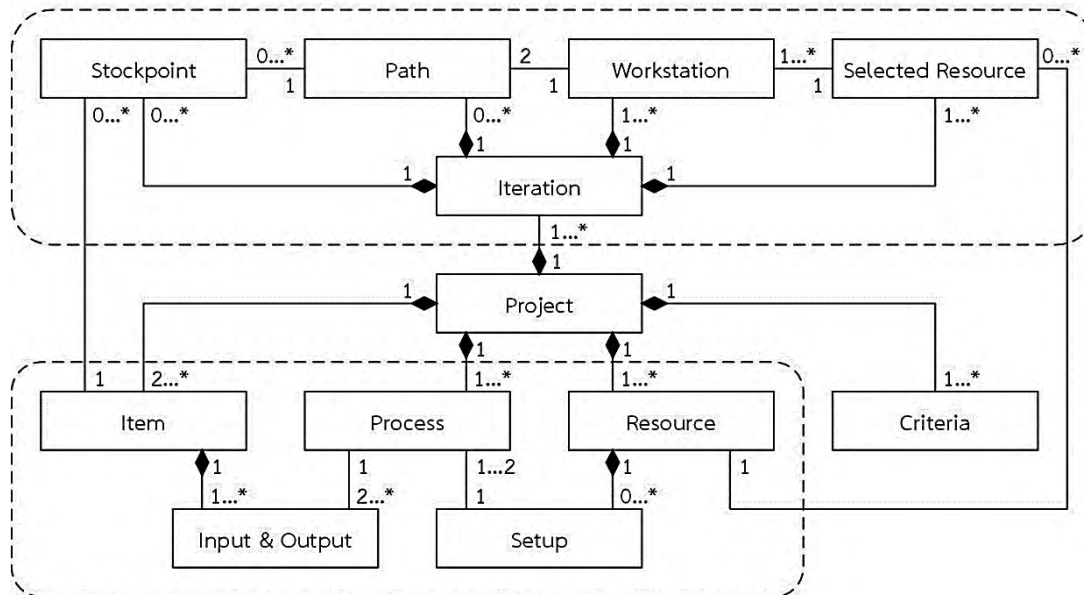 Stockpoint 0...* 1 Path 2 1 Workstation 1...* 1 Selected Resource 0...*
0...* 0...* 0...* 1...* 1...*
1 1
1 Iteration 1
1...*
1 1 1
Project
1 1
1 2...* 1...* 1...* 1...*
Item Process Resource Criteria
1 1 1...2 1 1
1...* 2...* 1 0...*
Input & Output Setup